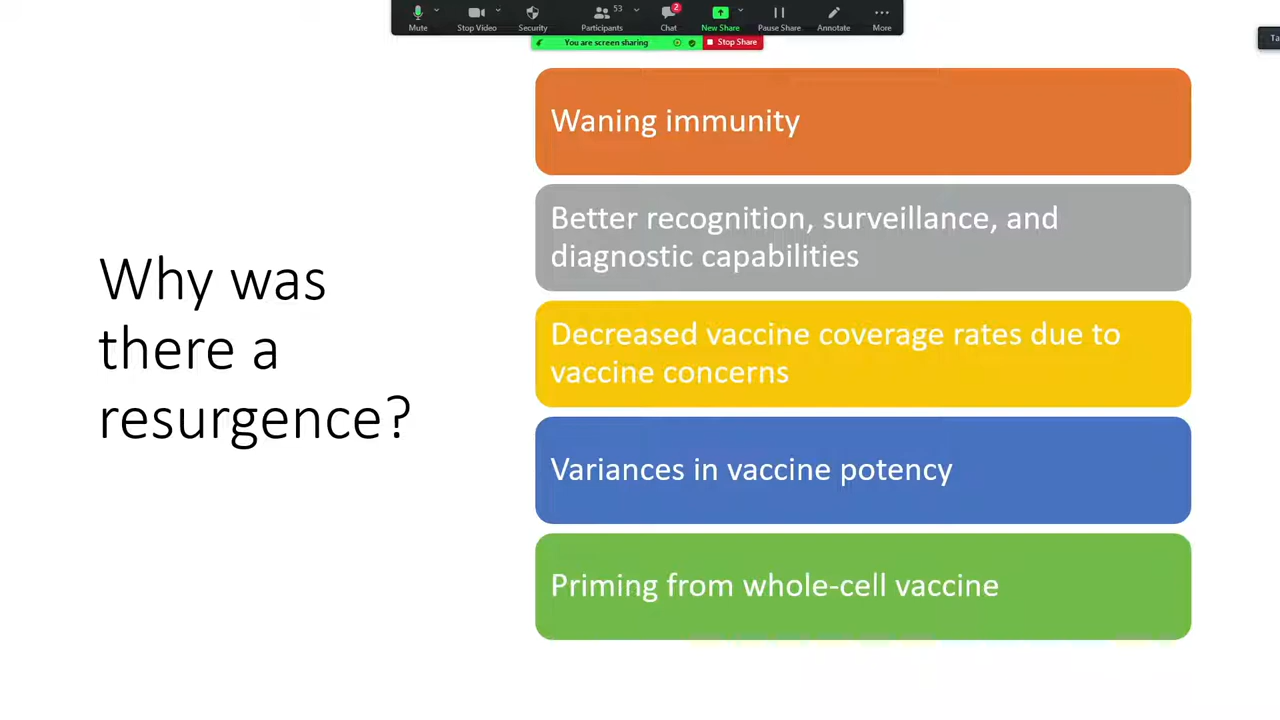 53
2
Mute
Stop Video
Security
Participants
Chat
New Share
Pause Share
Annotate
More
You are screen sharing
Stop Share
Ta
Why was
there a
resurgence?
Waning immunity
Better recognition, surveillance, and
diagnostic capabilities
Decreased vaccine coverage rates due to
vaccine concerns
Variances in vaccine potency
Priming from whole-cell vaccine